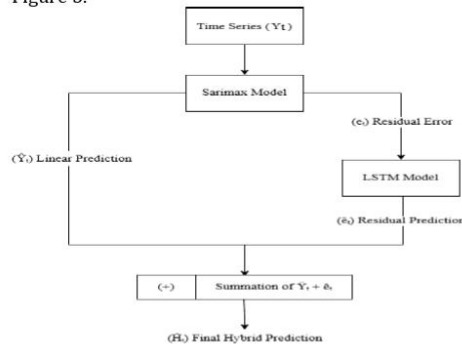 Figure 3.
Time Series (Yt)
Sarimax Model
(eₜ) Residual Error
(Ŷₜ) Linear Prediction
LSTM Model
(êₜ) Residual Prediction
(+) Summation of Ŷₜ + êₜ
(Ĥₜ) Final Hybrid Prediction